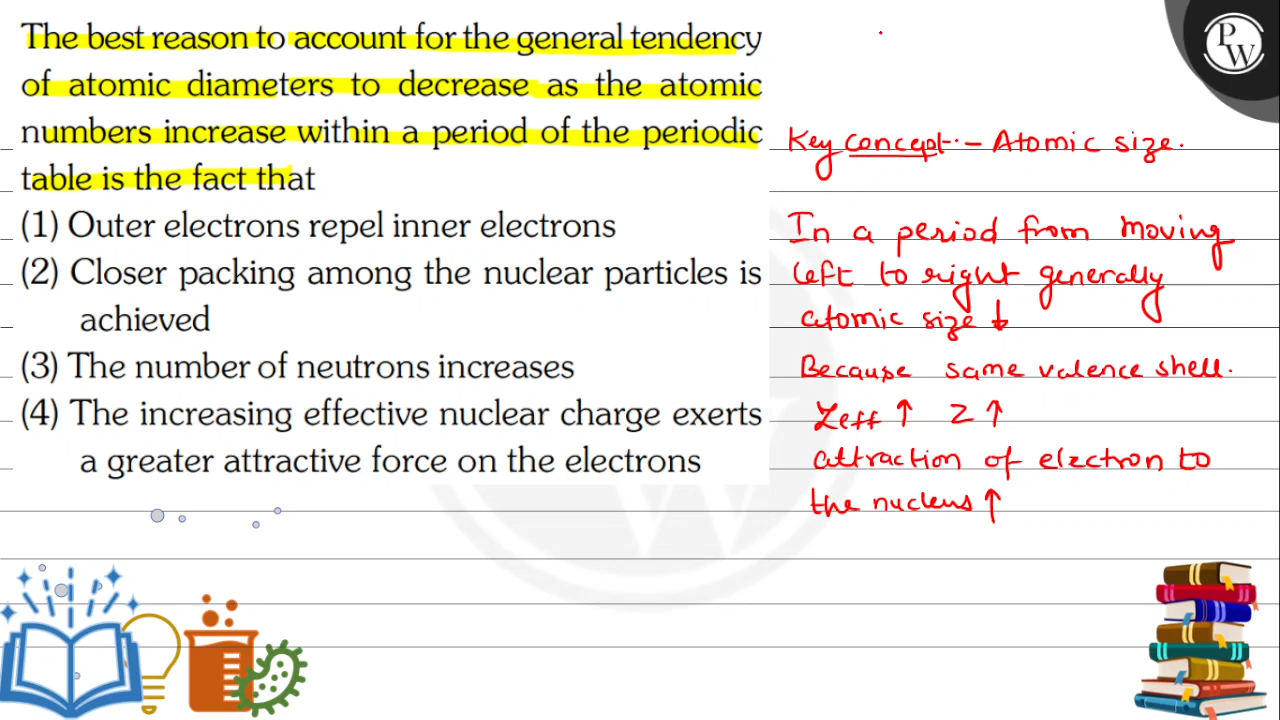 The best reason to account for the general tendency
of atomic diameters to decrease as the atomic
numbers increase within a period of the periodic
table is the fact that
(1) Outer electrons repel inner electrons
(2) Closer packing among the nuclear particles is
achieved
(3) The number of neutrons increases
(4) The increasing effective nuclear charge exerts
a greater attractive force on the electrons
PW
Key concept :- Atomic size.
In a period from moving
left to right generally
atomic size ↓
Because same valence shell.
Zeff ↑ Z ↑
attraction of electron to
the nucleus ↑